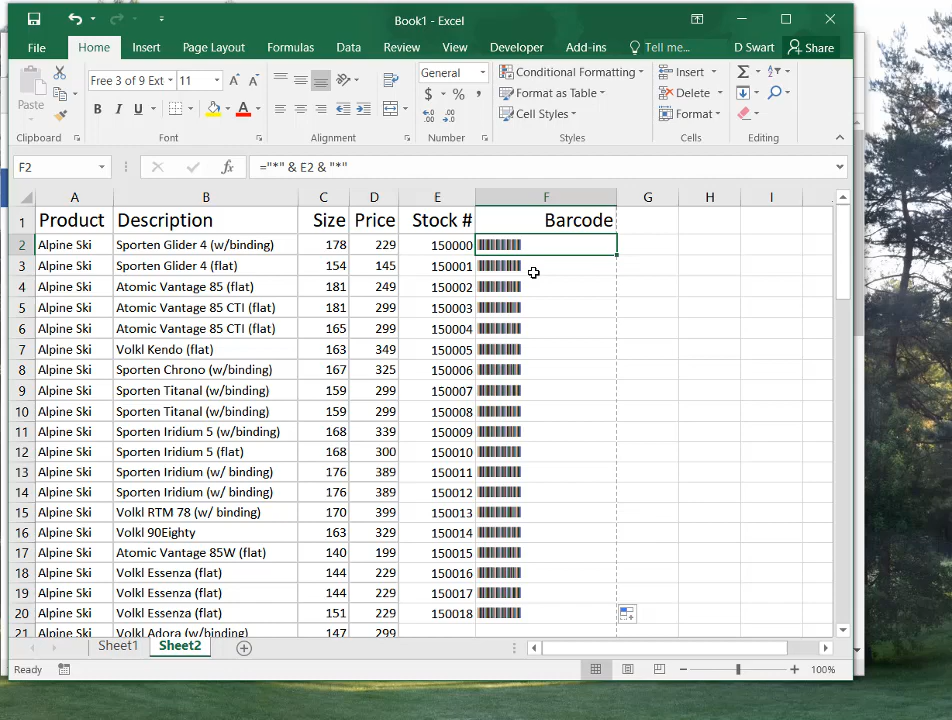 Book1 - Excel
File Home Insert Page Layout Formulas Data Review View Developer Add-ins Tell me... D Swart Share
Paste
Free 3 of 9 Ext 11
General
Conditional Formatting
Format as Table
Cell Styles
Insert
Delete
Format
Clipboard Font Alignment Number Styles Cells Editing
F2 fx ="*" & E2 & "*"
A B C D E F G H I
1 Product Description Size Price Stock # Barcode
2 Alpine Ski Sporten Glider 4 (w/binding) 178 229 150000
3 Alpine Ski Sporten Glider 4 (flat) 154 145 150001
4 Alpine Ski Atomic Vantage 85 (flat) 181 249 150002
5 Alpine Ski Atomic Vantage 85 CTI (flat) 181 299 150003
6 Alpine Ski Atomic Vantage 85 CTI (flat) 165 299 150004
7 Alpine Ski Volkl Kendo (flat) 163 349 150005
8 Alpine Ski Sporten Chrono (w/binding) 167 325 150006
9 Alpine Ski Sporten Titanal (w/binding) 159 299 150007
10 Alpine Ski Sporten Titanal (w/binding) 159 299 150008
11 Alpine Ski Sporten Iridium 5 (w/binding) 168 339 150009
12 Alpine Ski Sporten Iridium 5 (flat) 168 300 150010
13 Alpine Ski Sporten Iridium (w/ binding) 176 389 150011
14 Alpine Ski Sporten Iridium (w/ binding) 176 389 150012
15 Alpine Ski Volkl RTM 78 (w/ binding) 170 399 150013
16 Alpine Ski Volkl 90Eighty 163 329 150014
17 Alpine Ski Atomic Vantage 85W (flat) 140 199 150015
18 Alpine Ski Volkl Essenza (flat) 144 229 150016
19 Alpine Ski Volkl Essenza (flat) 144 229 150017
20 Alpine Ski Volkl Essenza (flat) 151 229 150018
21 Alpine Ski Volkl Adora (w/binding) 147 299
Sheet1 Sheet2
Ready 100%